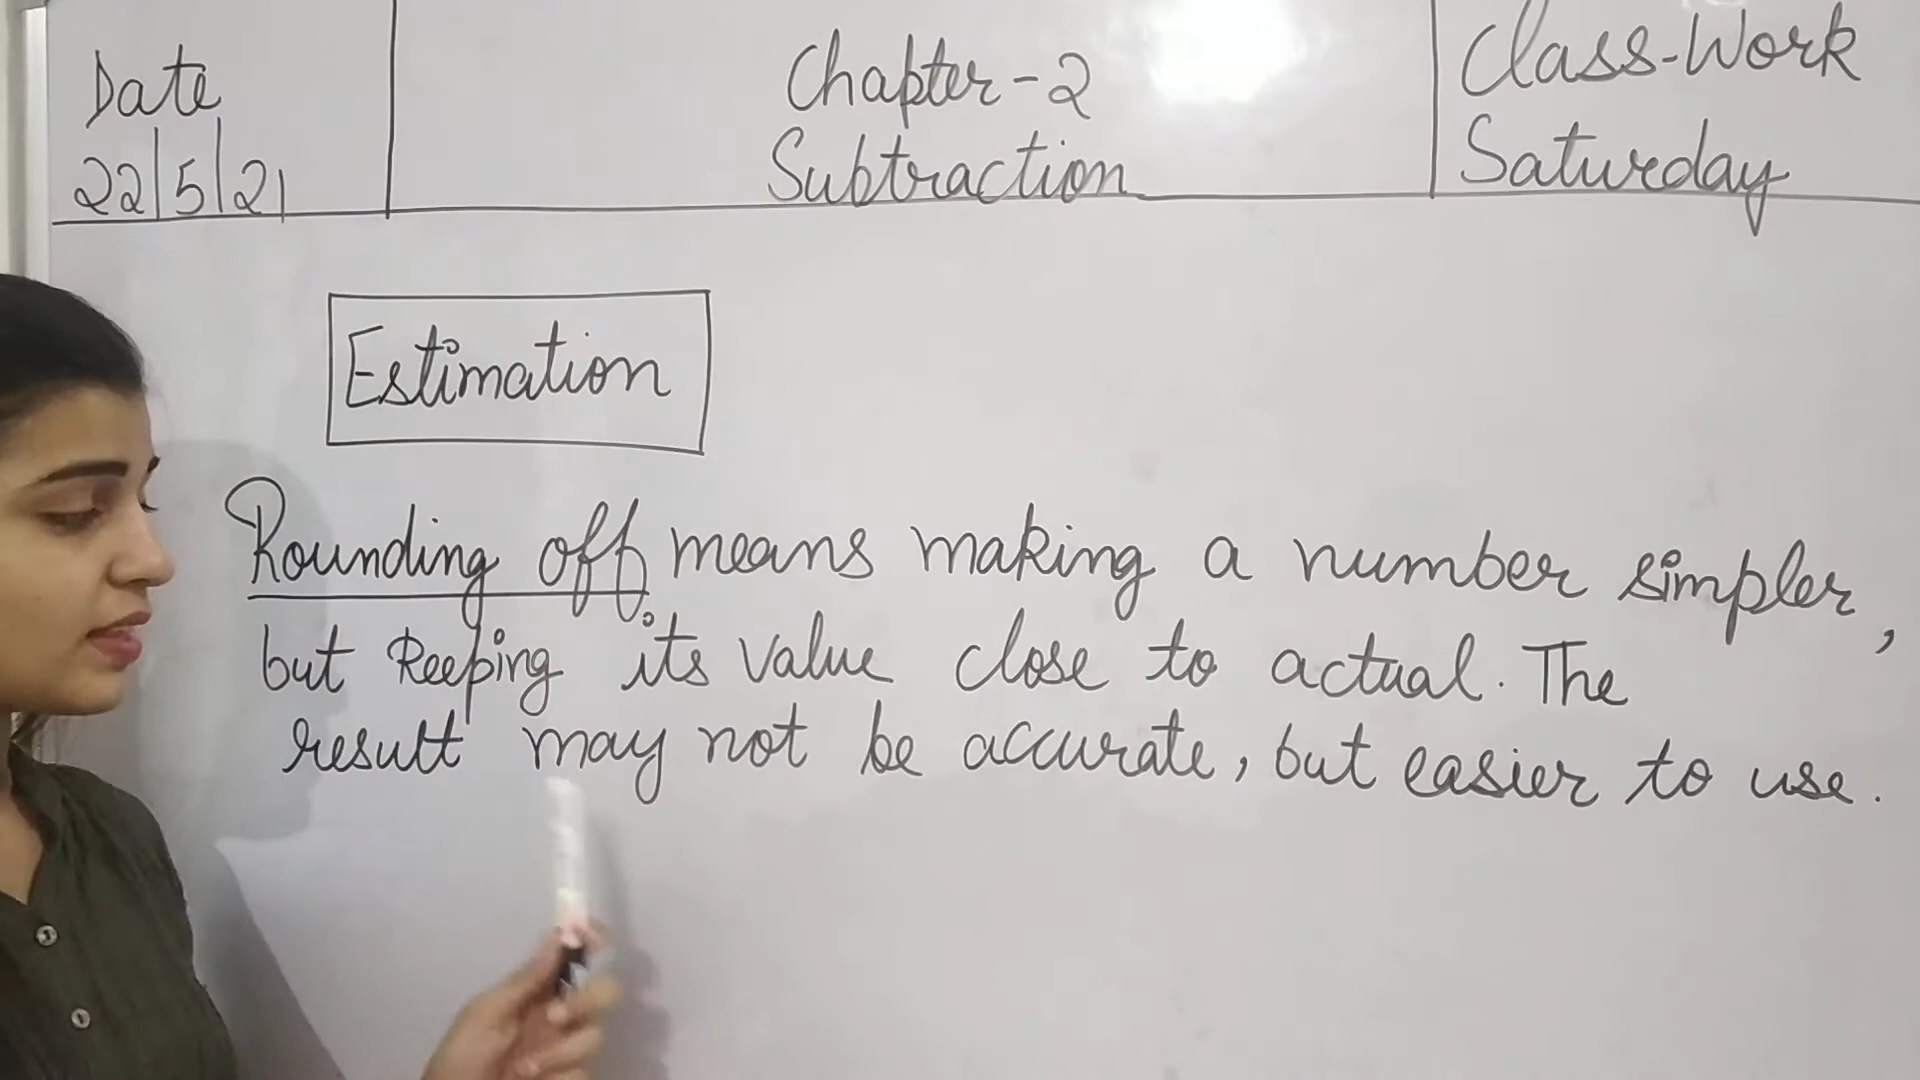 Date
22/5/21
Chapter-2
Subtraction
Class-Work
Saturday
Estimation
Rounding off means making a number simpler,
but keeping its value close to actual. The
result may not be accurate, but easier to use.